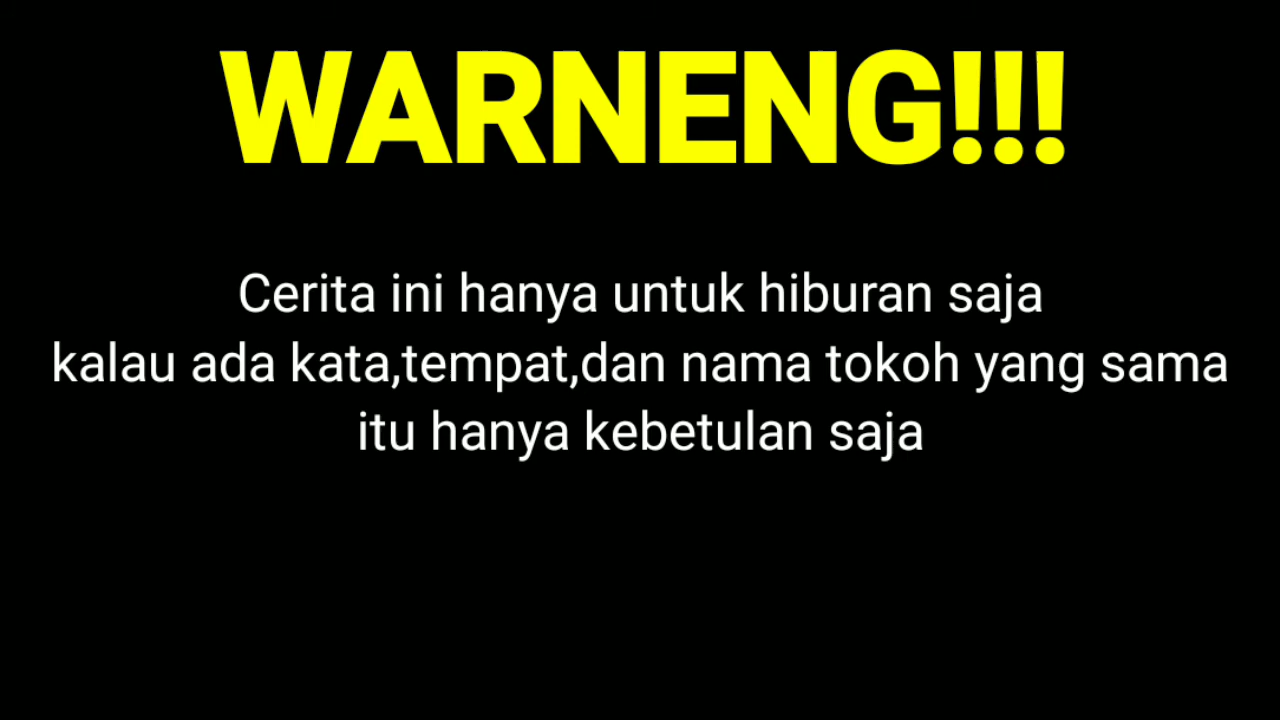 WARNENG!!!
Cerita ini hanya untuk hiburan saja
kalau ada kata,tempat,dan nama tokoh yang sama
itu hanya kebetulan saja